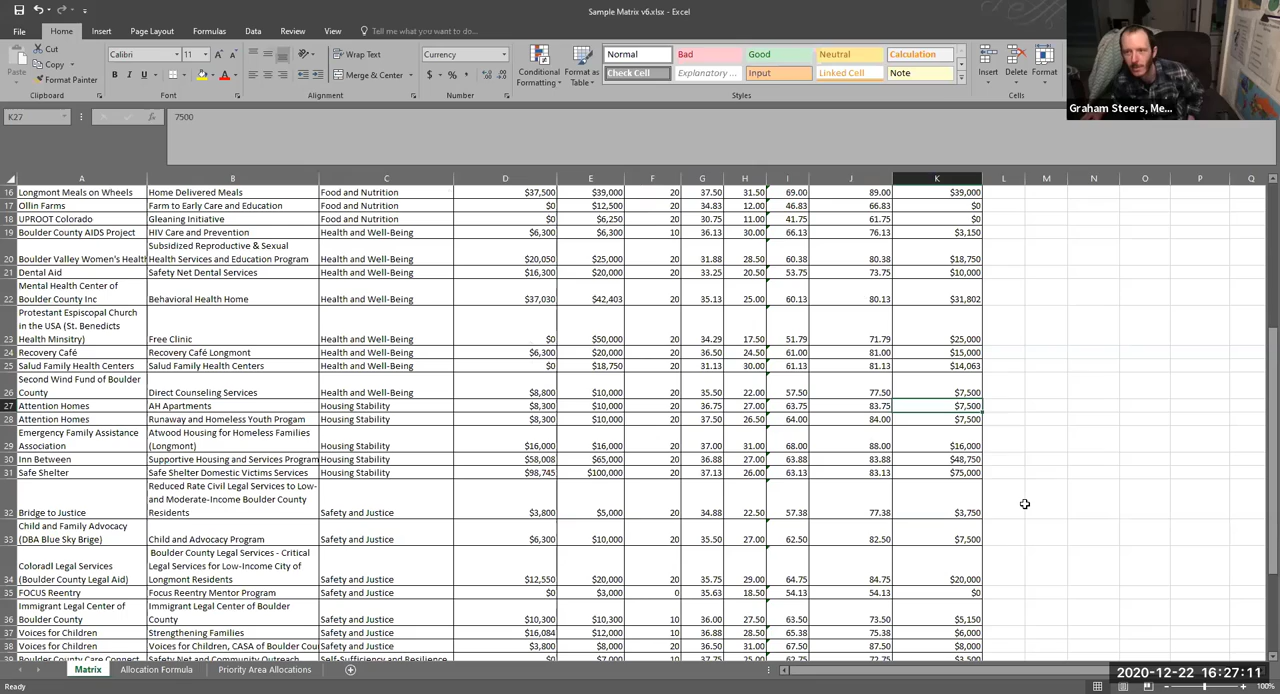 Sample Matrix v6.xlsx - Excel
File Home Insert Page Layout Formulas Data Review View Tell me what you want to do...
Paste Cut Calibri 11 Wrap Text Currency Conditional Formatting Format as Table Normal Bad Good Neutral Calculation Insert Delete Format
Copy Format Painter B I U Merge & Center $ % Check Cell Explanatory ... Input Linked Cell Note
Clipboard Font Alignment Number Styles Cells
Graham Steers, Me...
K27 fx 7500
A B C D E F G H I J K L M N O P Q
16 Longmont Meals on Wheels Home Delivered Meals Food and Nutrition $37,500 $39,000 20 37.50 31.50 69.00 89.00 $39,000
17 Ollin Farms Farm to Early Care and Education Food and Nutrition $0 $12,500 20 34.83 12.00 46.83 66.83 $0
18 UPROOT Colorado Gleaning Initiative Food and Nutrition $0 $6,250 20 30.75 11.00 41.75 61.75 $0
19 Boulder County AIDS Project HIV Care and Prevention Health and Well-Being $6,300 $6,300 10 36.13 30.00 66.13 76.13 $3,150
20 Boulder Valley Women's Health Subsidized Reproductive & Sexual Health Services and Education Program Health and Well-Being $20,050 $25,000 20 31.88 28.50 60.38 80.38 $18,750
21 Dental Aid Safety Net Dental Services Health and Well-Being $16,300 $20,000 20 33.25 20.50 53.75 73.75 $10,000
22 Mental Health Center of Boulder County Inc Behavioral Health Home Health and Well-Being $37,030 $42,403 20 35.13 25.00 60.13 80.13 $31,802
23 Protestant Espiscopal Church in the USA (St. Benedicts Health Minsitry) Free Clinic Health and Well-Being $0 $50,000 20 34.29 17.50 51.79 71.79 $25,000
24 Recovery Café Recovery Café Longmont Health and Well-Being $6,300 $20,000 20 36.50 24.50 61.00 81.00 $15,000
25 Salud Family Health Centers Salud Family Health Centers Health and Well-Being $0 $18,750 20 31.13 30.00 61.13 81.13 $14,063
26 Second Wind Fund of Boulder County Direct Counseling Services Health and Well-Being $8,800 $10,000 20 35.50 22.00 57.50 77.50 $7,500
27 Attention Homes AH Apartments Housing Stability $8,300 $10,000 20 36.75 27.00 63.75 83.75 $7,500
28 Attention Homes Runaway and Homeless Youth Progam Housing Stability $8,300 $10,000 20 37.50 26.50 64.00 84.00 $7,500
29 Emergency Family Assistance Association Atwood Housing for Homeless Families (Longmont) Housing Stability $16,000 $16,000 20 37.00 31.00 68.00 88.00 $16,000
30 Inn Between Supportive Housing and Services Program Housing Stability $58,008 $65,000 20 36.88 27.00 63.88 83.88 $48,750
31 Safe Shelter Safe Shelter Domestic Victims Services Housing Stability $98,745 $100,000 20 37.13 26.00 63.13 83.13 $75,000
32 Bridge to Justice Reduced Rate Civil Legal Services to Low- and Moderate-Income Boulder County Residents Safety and Justice $3,800 $5,000 20 34.88 22.50 57.38 77.38 $3,750
33 Child and Family Advocacy (DBA Blue Sky Brige) Child and Advocacy Program Safety and Justice $6,300 $10,000 20 35.50 27.00 62.50 82.50 $7,500
34 Coloradl Legal Services (Boulder County Legal Aid) Boulder County Legal Services - Critical Legal Services for Low-Income City of Longmont Residents Safety and Justice $12,550 $20,000 20 35.75 29.00 64.75 84.75 $20,000
35 FOCUS Reentry Focus Reentry Mentor Program Safety and Justice $0 $3,000 0 35.63 18.50 54.13 54.13 $0
36 Immigrant Legal Center of Boulder County Immigrant Legal Center of Boulder County Safety and Justice $10,300 $10,300 10 36.00 27.50 63.50 73.50 $5,150
37 Voices for Children Strengthening Families Safety and Justice $16,084 $12,000 10 36.88 28.50 65.38 75.38 $6,000
38 Voices for Children Voices for Children, CASA of Boulder Cou Safety and Justice $3,800 $8,000 20 36.50 31.00 67.50 87.50 $8,000
39 Boulder County Care Connect Safety Net and Community Outreach Self-Sufficiency and Resilience $0 $7,000 10 37.75 25.00 62.75 72.75 $3,500
Matrix Allocation Formula Priority Area Allocations
2020-12-22 16:27:11
Ready 100%